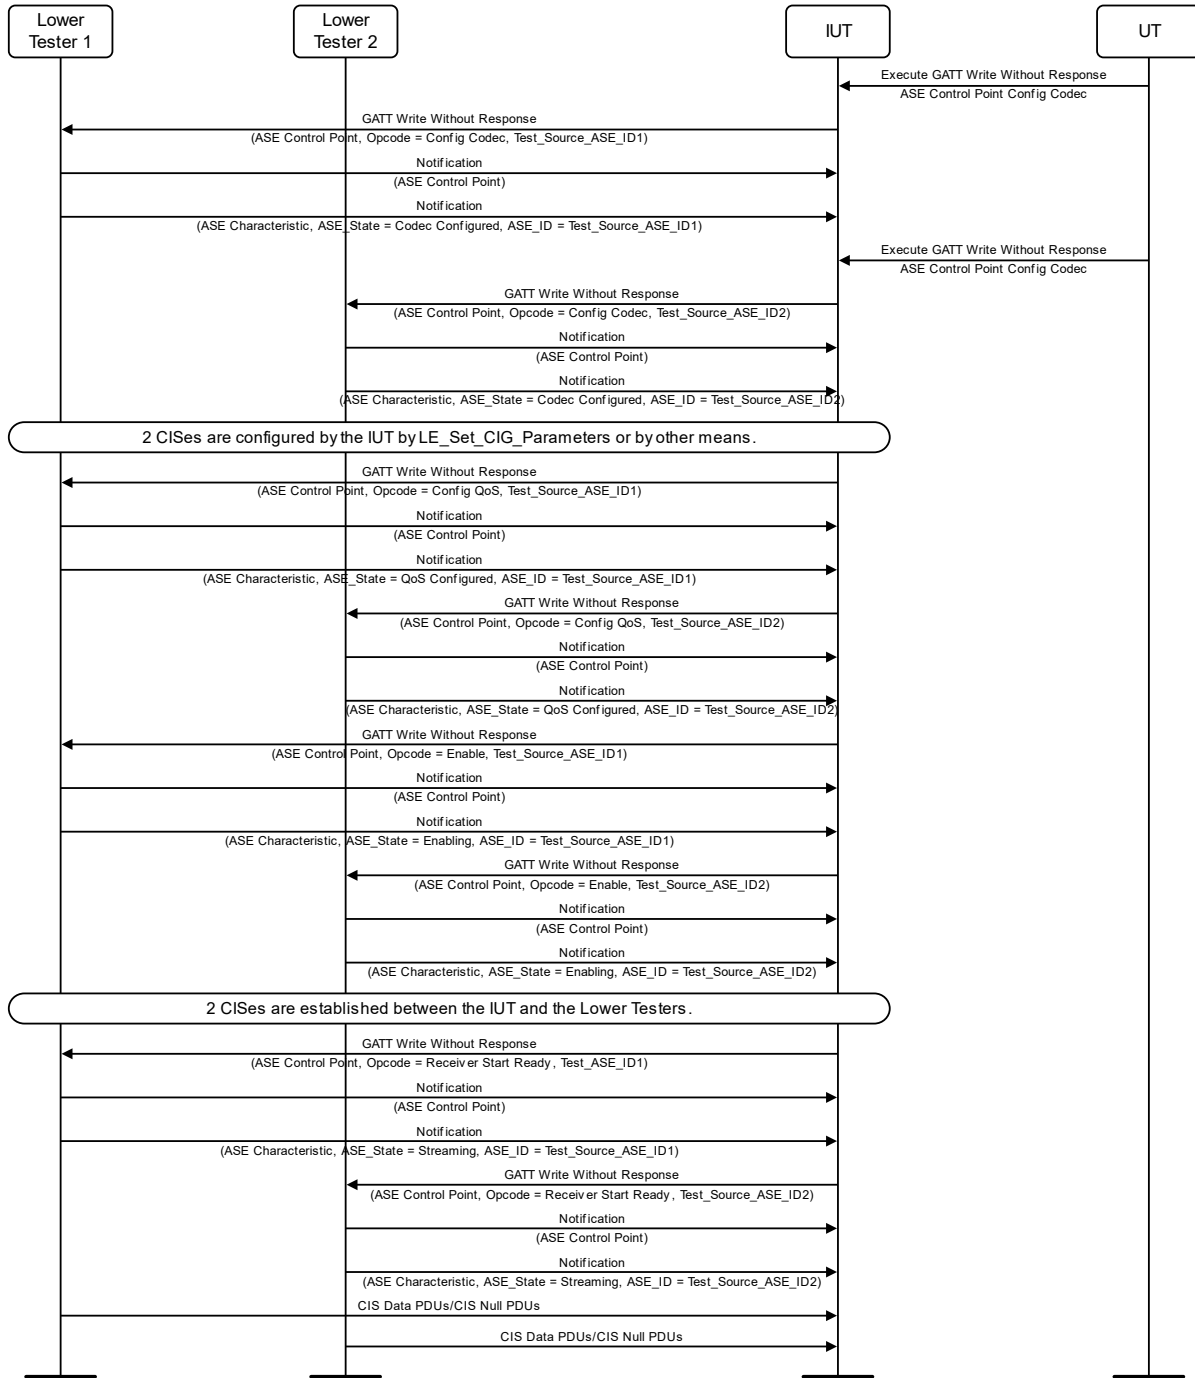 Lower
Tester 1
Lower
Tester 2
IUT
UT
Execute GATT Write Without Response
ASE Control Point Config Codec
GATT Write Without Response
(ASE Control Point, Opcode = Config Codec, Test_Source_ASE_ID1)
Notification
(ASE Control Point)
Notification
(ASE Characteristic, ASE_State = Codec Configured, ASE_ID = Test_Source_ASE_ID1)
Execute GATT Write Without Response
ASE Control Point Config Codec
GATT Write Without Response
(ASE Control Point, Opcode = Config Codec, Test_Source_ASE_ID2)
Notification
(ASE Control Point)
Notification
(ASE Characteristic, ASE_State = Codec Configured, ASE_ID = Test_Source_ASE_ID2)
2 CISes are configured by the IUT by LE_Set_CIG_Parameters or by other means.
GATT Write Without Response
(ASE Control Point, Opcode = Config QoS, Test_Source_ASE_ID1)
Notification
(ASE Control Point)
Notification
(ASE Characteristic, ASE_State = QoS Configured, ASE_ID = Test_Source_ASE_ID1)
GATT Write Without Response
(ASE Control Point, Opcode = Config QoS, Test_Source_ASE_ID2)
Notification
(ASE Control Point)
Notification
(ASE Characteristic, ASE_State = QoS Configured, ASE_ID = Test_Source_ASE_ID2)
GATT Write Without Response
(ASE Control Point, Opcode = Enable, Test_Source_ASE_ID1)
Notification
(ASE Control Point)
Notification
(ASE Characteristic, ASE_State = Enabling, ASE_ID = Test_Source_ASE_ID1)
GATT Write Without Response
(ASE Control Point, Opcode = Enable, Test_Source_ASE_ID2)
Notification
(ASE Control Point)
Notification
(ASE Characteristic, ASE_State = Enabling, ASE_ID = Test_Source_ASE_ID2)
2 CISes are established between the IUT and the Lower Testers.
GATT Write Without Response
(ASE Control Point, Opcode = Receiver Start Ready, Test_ASE_ID1)
Notification
(ASE Control Point)
Notification
(ASE Characteristic, ASE_State = Streaming, ASE_ID = Test_Source_ASE_ID1)
GATT Write Without Response
(ASE Control Point, Opcode = Receiver Start Ready, Test_Source_ASE_ID2)
Notification
(ASE Control Point)
Notification
(ASE Characteristic, ASE_State = Streaming, ASE_ID = Test_Source_ASE_ID2)
CIS Data PDUs/CIS Null PDUs
CIS Data PDUs/CIS Null PDUs